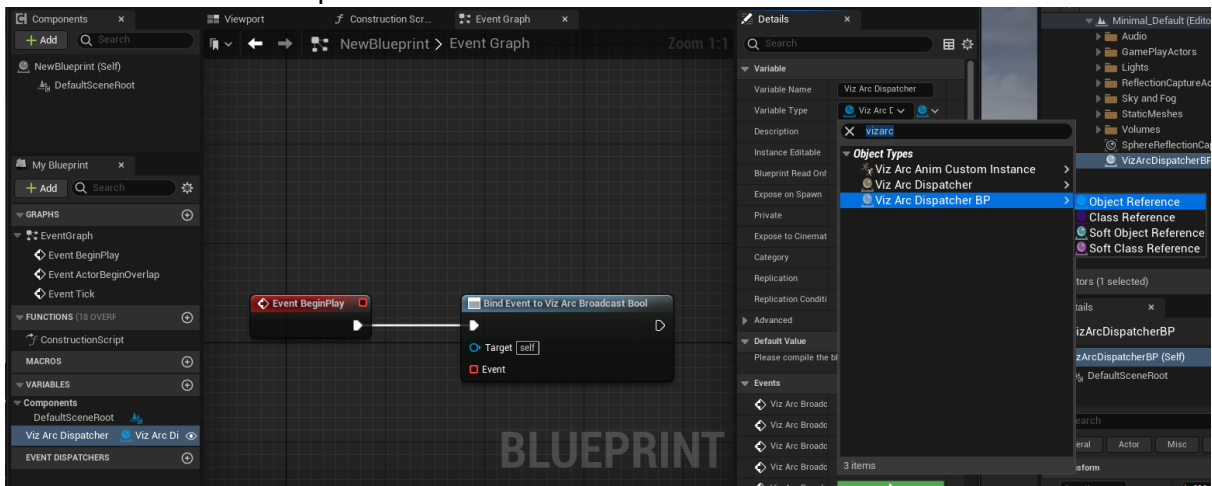 Components
+ Add
Search
NewBlueprint (Self)
DefaultSceneRoot
My Blueprint
+ Add
Search
GRAPHS
EventGraph
Event BeginPlay
Event ActorBeginOverlap
Event Tick
FUNCTIONS (18 OVERF
ConstructionScript
MACROS
VARIABLES
Components
DefaultSceneRoot
Viz Arc Dispatcher Viz Arc Di
EVENT DISPATCHERS
Viewport
Construction Scr...
Event Graph
NewBlueprint > Event Graph
Zoom 1:1
Event BeginPlay
Bind Event to Viz Arc Broadcast Bool
Target self
Event
BLUEPRINT
Details
Search
Variable
Variable Name Viz Arc Dispatcher
Variable Type Viz Arc D
Description
Instance Editable
Blueprint Read Onl
Expose on Spawn
Private
Expose to Cinemat
Category
Replication
Replication Conditi
Advanced
Default Value
Please compile the bl
Events
Viz Arc Broadc
Viz Arc Broadc
Viz Arc Broadc
Viz Arc Broadc
vizarc
Object Types
Viz Arc Anim Custom Instance
Viz Arc Dispatcher
Viz Arc Dispatcher BP
3 items
Object Reference
Class Reference
Soft Object Reference
Soft Class Reference
Minimal_Default (Edito
Audio
GamePlayActors
Lights
ReflectionCaptureAc
Sky and Fog
StaticMeshes
Volumes
SphereReflectionCap
VizArcDispatcherBP
tors (1 selected)
tails
izArcDispatcherBP
zArcDispatcherBP (Self)
DefaultSceneRoot
earch
eral Actor Misc
nsform